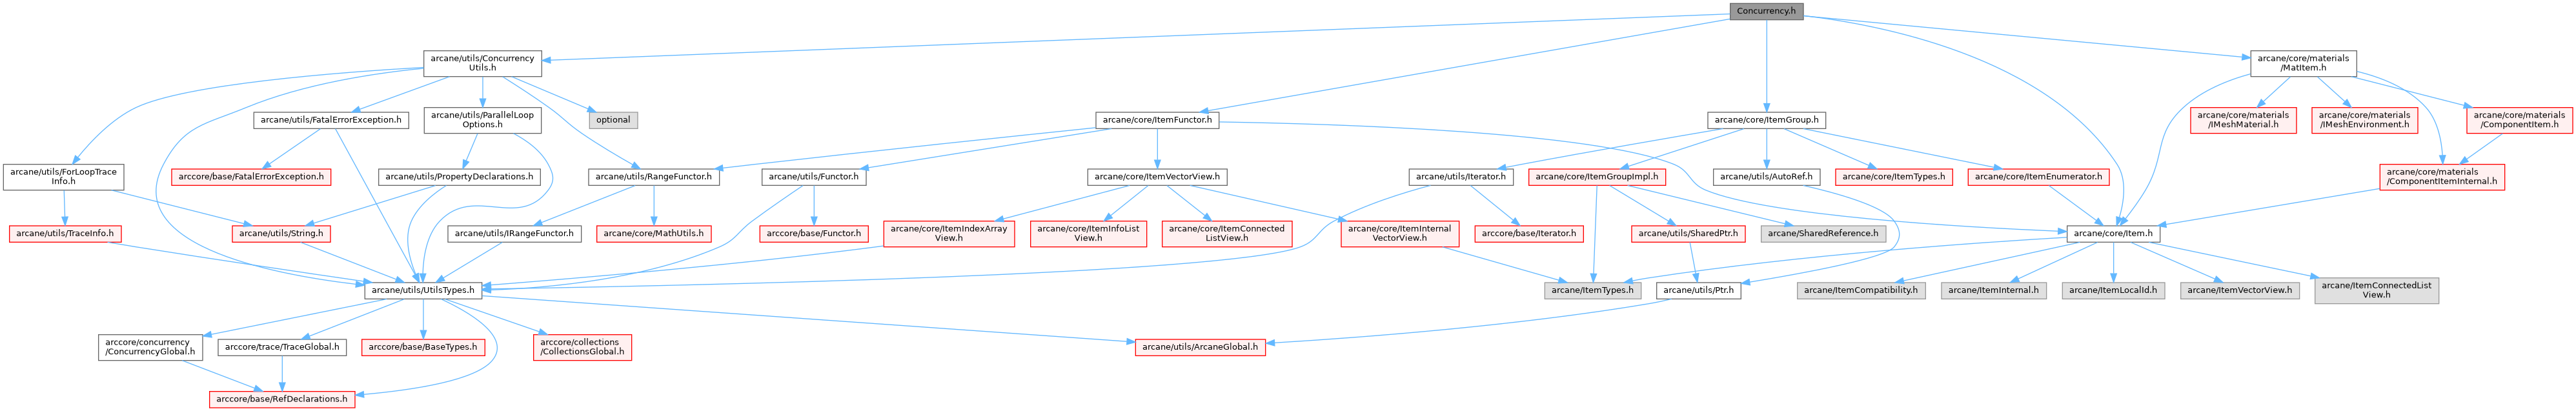 Concurrency.h
arcane/utils/Concurrency
Utils.h
arcane/core/materials
/MatItem.h
arcane/utils/FatalErrorException.h
arcane/utils/ParallelLoop
Options.h
optional
arcane/core/ItemFunctor.h
arcane/core/ItemGroup.h
arcane/core/materials
/IMeshMaterial.h
arcane/core/materials
/IMeshEnvironment.h
arcane/core/materials
/ComponentItem.h
arcane/utils/ForLoopTrace
Info.h
arccore/base/FatalErrorException.h
arcane/utils/PropertyDeclarations.h
arcane/utils/RangeFunctor.h
arcane/utils/Functor.h
arcane/core/ItemVectorView.h
arcane/utils/Iterator.h
arcane/core/ItemGroupImpl.h
arcane/utils/AutoRef.h
arcane/core/ItemTypes.h
arcane/core/ItemEnumerator.h
arcane/core/materials
/ComponentItemInternal.h
arcane/utils/TraceInfo.h
arcane/utils/String.h
arcane/utils/IRangeFunctor.h
arcane/core/MathUtils.h
arccore/base/Functor.h
arcane/core/ItemIndexArray
View.h
arcane/core/ItemInfoList
View.h
arcane/core/ItemConnected
ListView.h
arcane/core/ItemInternal
VectorView.h
arccore/base/Iterator.h
arcane/utils/SharedPtr.h
arcane/SharedReference.h
arcane/core/Item.h
arcane/utils/UtilsTypes.h
arcane/ItemTypes.h
arcane/utils/Ptr.h
arcane/ItemCompatibility.h
arcane/ItemInternal.h
arcane/ItemLocalId.h
arcane/ItemVectorView.h
arcane/ItemConnectedList
View.h
arccore/concurrency
/ConcurrencyGlobal.h
arccore/trace/TraceGlobal.h
arccore/base/BaseTypes.h
arccore/collections
/CollectionsGlobal.h
arcane/utils/ArcaneGlobal.h
arccore/base/RefDeclarations.h